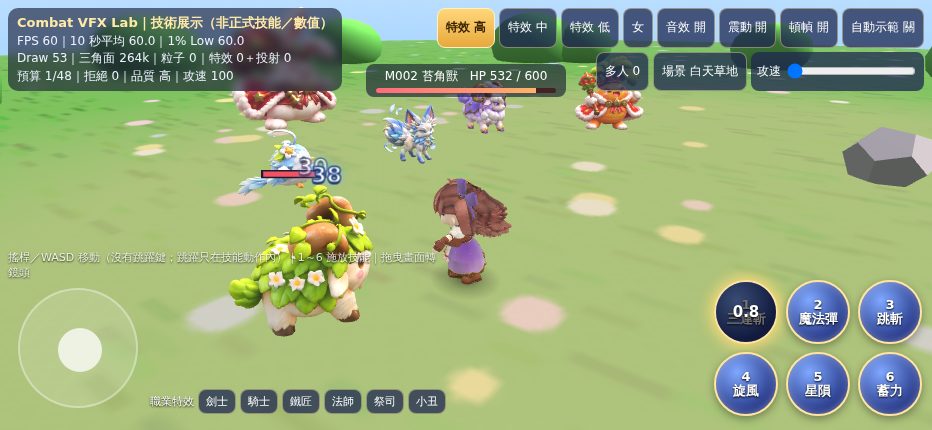 Combat VFX Lab｜技術展示（非正式技能／數值）
FPS 60｜10 秒平均 60.0｜1% Low 60.0
Draw 53｜三角面 264k｜粒子 0｜特效 0＋投射 0
預算 1/48｜拒絕 0｜品質 高｜攻速 100
特效 高
特效 中
特效 低
女
音效 開
震動 開
頓幀 開
自動示範 關
M002 苔角獸 HP 532 / 600
多人 0
場景 白天草地
攻速
38
搖桿／WASD 移動（沒有跳躍鍵；跳躍只在技能動作內）｜1～6 施放技能｜拖曳畫面轉
鏡頭
0.8
三連斬
2
魔法彈
3
跳斬
4
旋風
5
星隕
6
蓄力
職業特效
劍士
騎士
鐵匠
法師
祭司
小丑